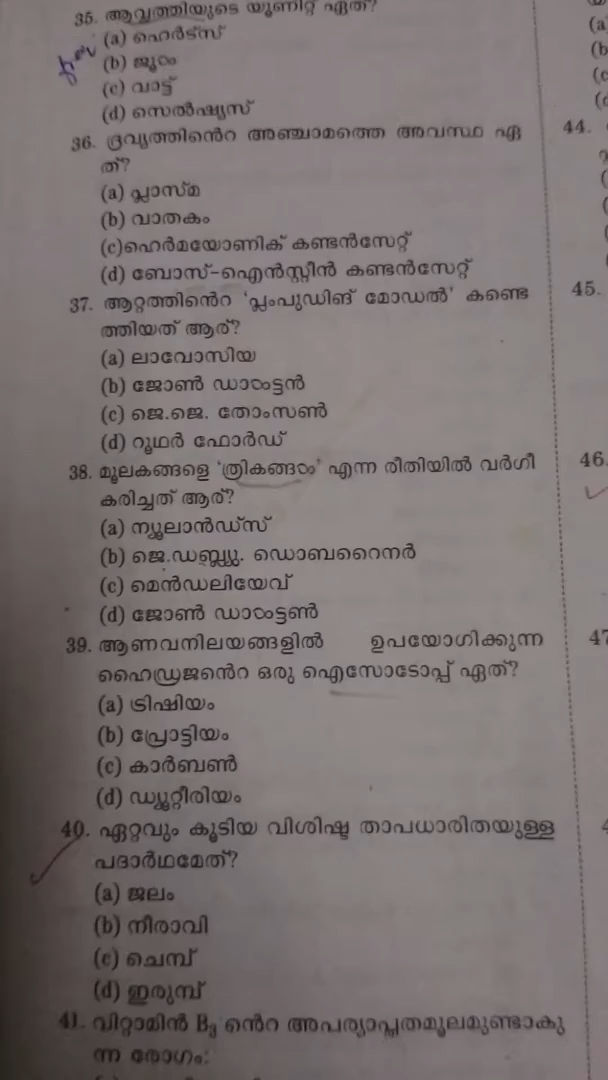 35. ആവൃത്തിയുടെ യൂണിറ്റ് ഏത്?
(a) ഹെർട്സ്
(b) ജൂൾ
(c) വാട്ട്
(d) സെൽഷ്യസ്
36. ദ്രവ്യത്തിൻെറ അഞ്ചാമത്തെ അവസ്ഥ ഏ
ത്?
(a) പ്ലാസ്മ
(b) വാതകം
(c)ഹെർമയോണിക് കണ്ടൻസേറ്റ്
(d) ബോസ്-ഐൻസ്റ്റീൻ കണ്ടൻസേറ്റ്
37. ആറ്റത്തിൻെറ 'പ്ലംപുഡിങ് മോഡൽ' കണ്ടെ
ത്തിയത് ആര്?
(a) ലാവോസിയ
(b) ജോൺ ഡാൾട്ടൻ
(c) ജെ.ജെ. തോംസൺ
(d) റൂഥർ ഫോർഡ്
38. മൂലകങ്ങളെ 'ത്രികങ്ങൾ' എന്ന രീതിയിൽ വർഗീ
കരിച്ചത് ആര്?
(a) ന്യൂലാൻഡ്സ്
(b) ജെ.ഡബ്ല്യു. ഡൊബറൈനർ
(c) മെൻഡലിയേവ്
(d) ജോൺ ഡാൾട്ടൺ
39. ആണവനിലയങ്ങളിൽ ഉപയോഗിക്കുന്ന
ഹൈഡ്രജൻെറ ഒരു ഐസോടോപ്പ് ഏത്?
(a) ട്രിഷിയം
(b) പ്രോട്ടിയം
(c) കാർബൺ
(d) ഡ്യൂറ്റീരിയം
40. ഏറ്റവും കൂടിയ വിശിഷ്ട താപധാരിതയുള്ള
പദാർഥമേത്?
(a) ജലം
(b) നീരാവി
(c) ചെമ്പ്
(d) ഇരുമ്പ്
41. വിറ്റാമിൻ B₃ ൻെറ അപര്യാപ്തതമൂലമുണ്ടാകു
ന്ന രോഗം:
(a
(b
(c
44.
45.
46.
47